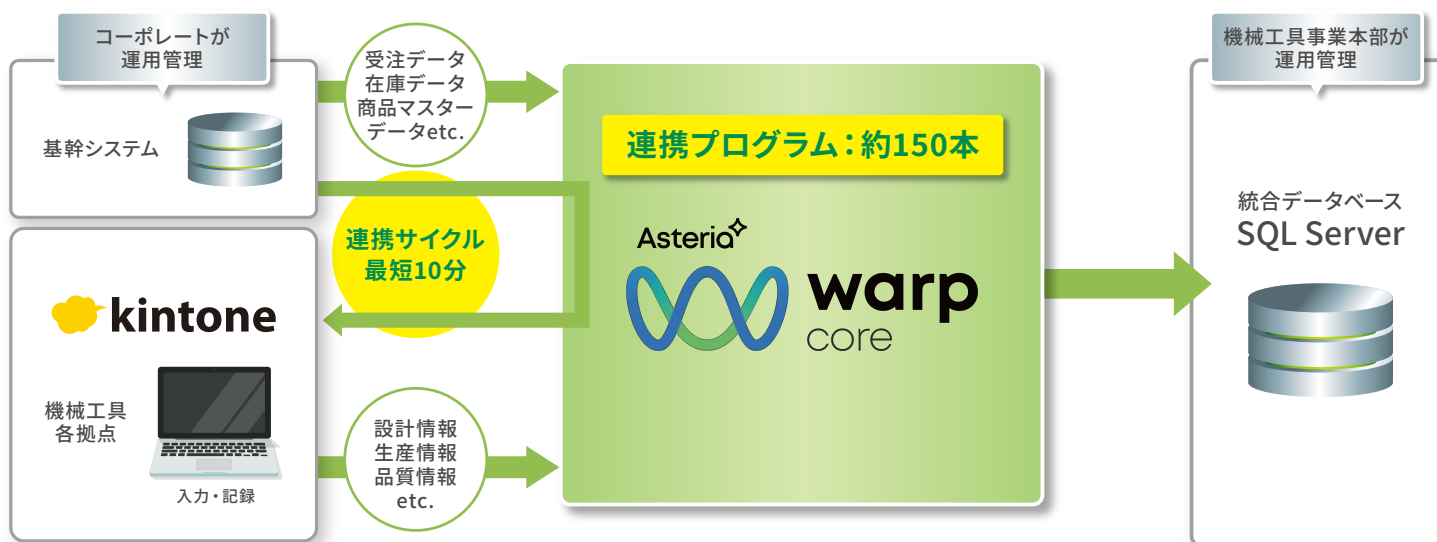 コーポレートが
運用管理
基幹システム
受注データ
在庫データ
商品マスター
データetc.
連携サイクル
最短10分
kintone
機械工具
各拠点
入力・記録
設計情報
生産情報
品質情報
etc.
連携プログラム：約150本
Asteria
warp
core
機械工具事業本部が
運用管理
統合データベース
SQL Server